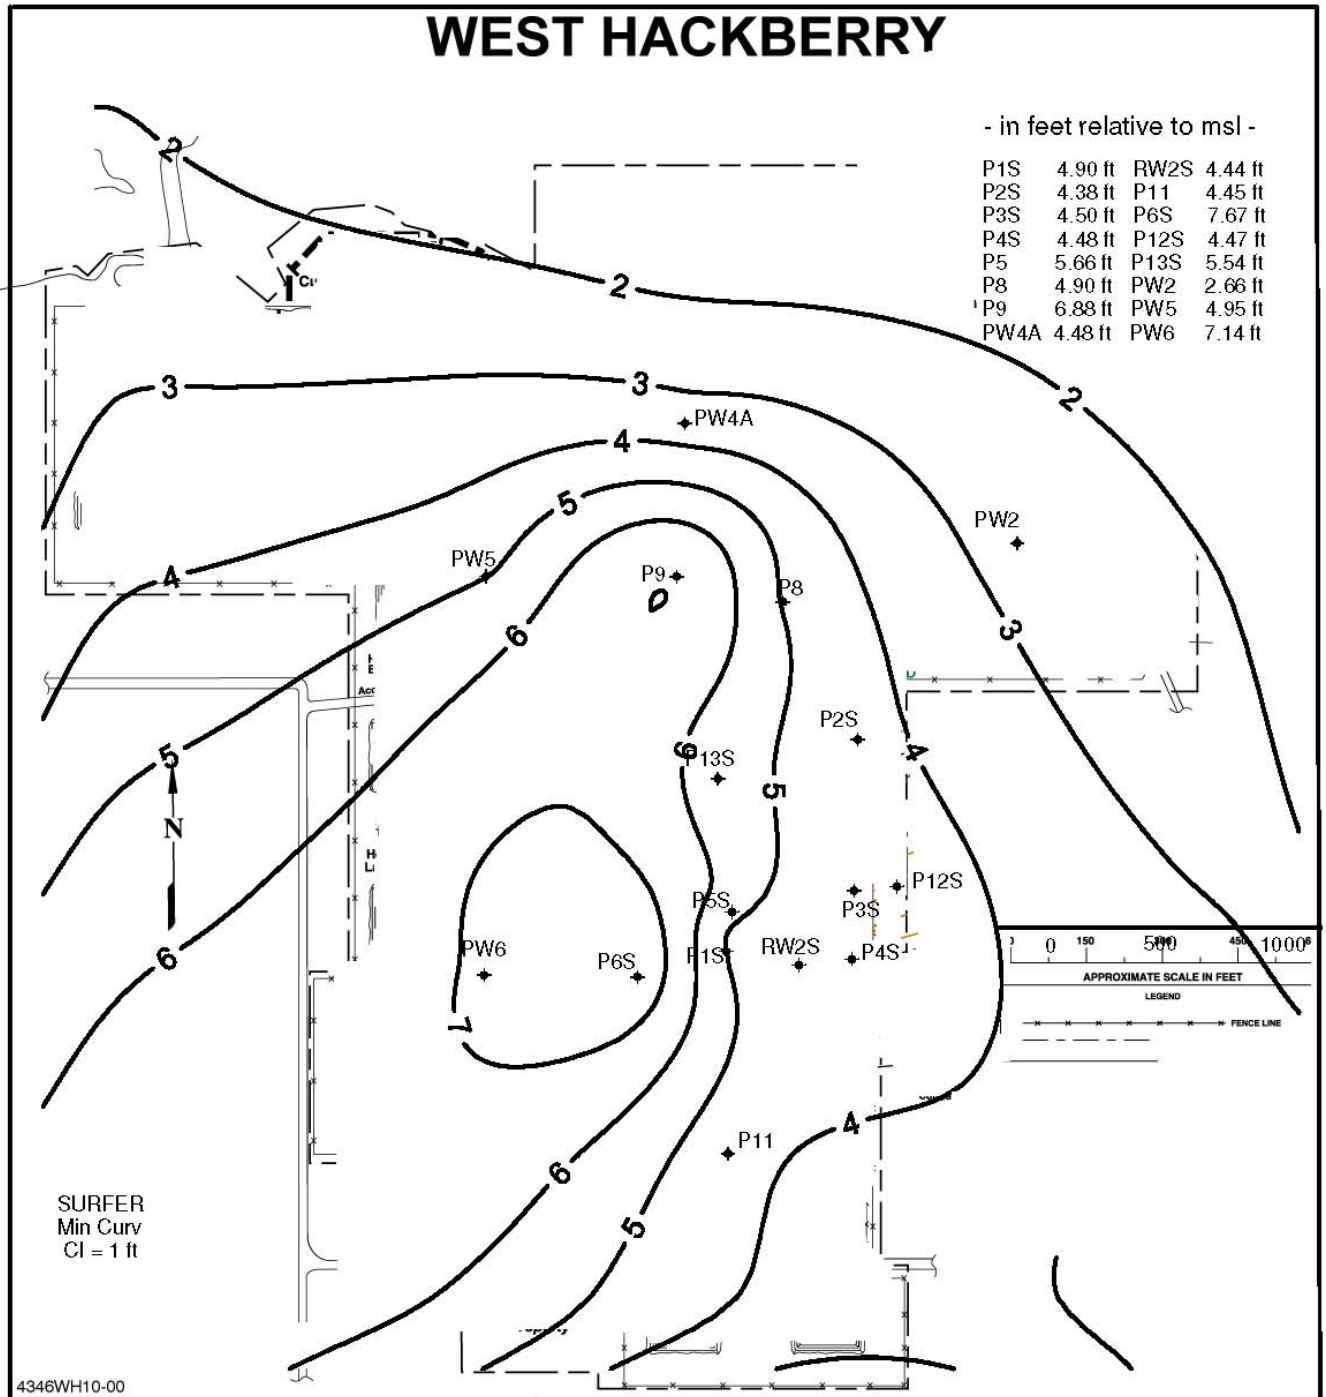 WEST HACKBERRY
- in feet relative to msl -
P1S 4.90 ft RW2S 4.44 ft
P2S 4.38 ft P11 4.45 ft
P3S 4.50 ft P6S 7.67 ft
P4S 4.48 ft P12S 4.47 ft
P5 5.66 ft P13S 5.54 ft
P8 4.90 ft PW2 2.66 ft
P9 6.88 ft PW5 4.95 ft
PW4A 4.48 ft PW6 7.14 ft
2
2
2
3
3
PW4A
4
5
PW2
PW5
P9
P8
4
6
3
P2S
4
6
P13S
5
5
N
P12S
P5S
P3S
6
PW6
P6S
P1S
RW2S
P4S
0 150 500 1000
APPROXIMATE SCALE IN FEET
LEGEND
FENCE LINE
7
4
P11
6
5
SURFER
Min Curv
CI = 1 ft
4346WH10-00